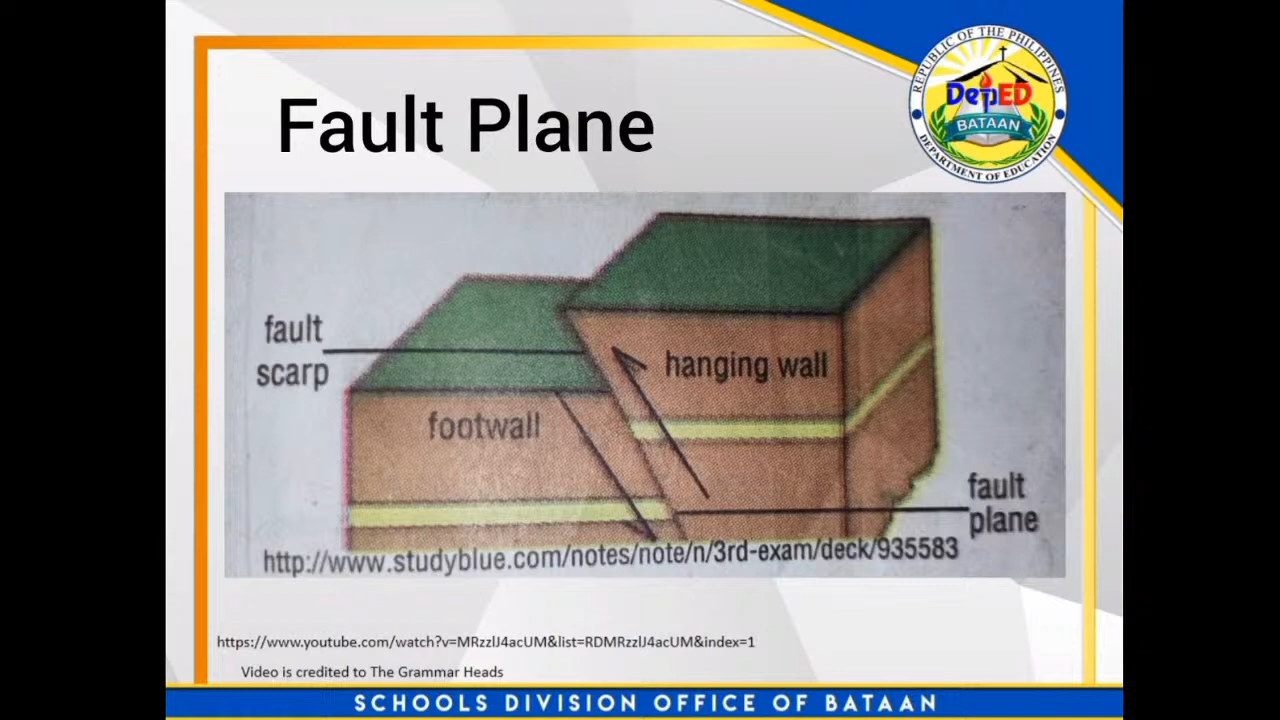 REPUBLIC OF THE PHILIPPINES
DepED
BATAAN
DEPARTMENT OF EDUCATION
Fault Plane
fault
scarp
hanging wall
footwall
fault
plane
http://www.studyblue.com/notes/note/n/3rd-exam/deck/935583
https://www.youtube.com/watch?v=MRzzlJ4acUM&list=RDMRzzlJ4acUM&index=1
Video is credited to The Grammar Heads
SCHOOLS DIVISION OFFICE OF BATAAN